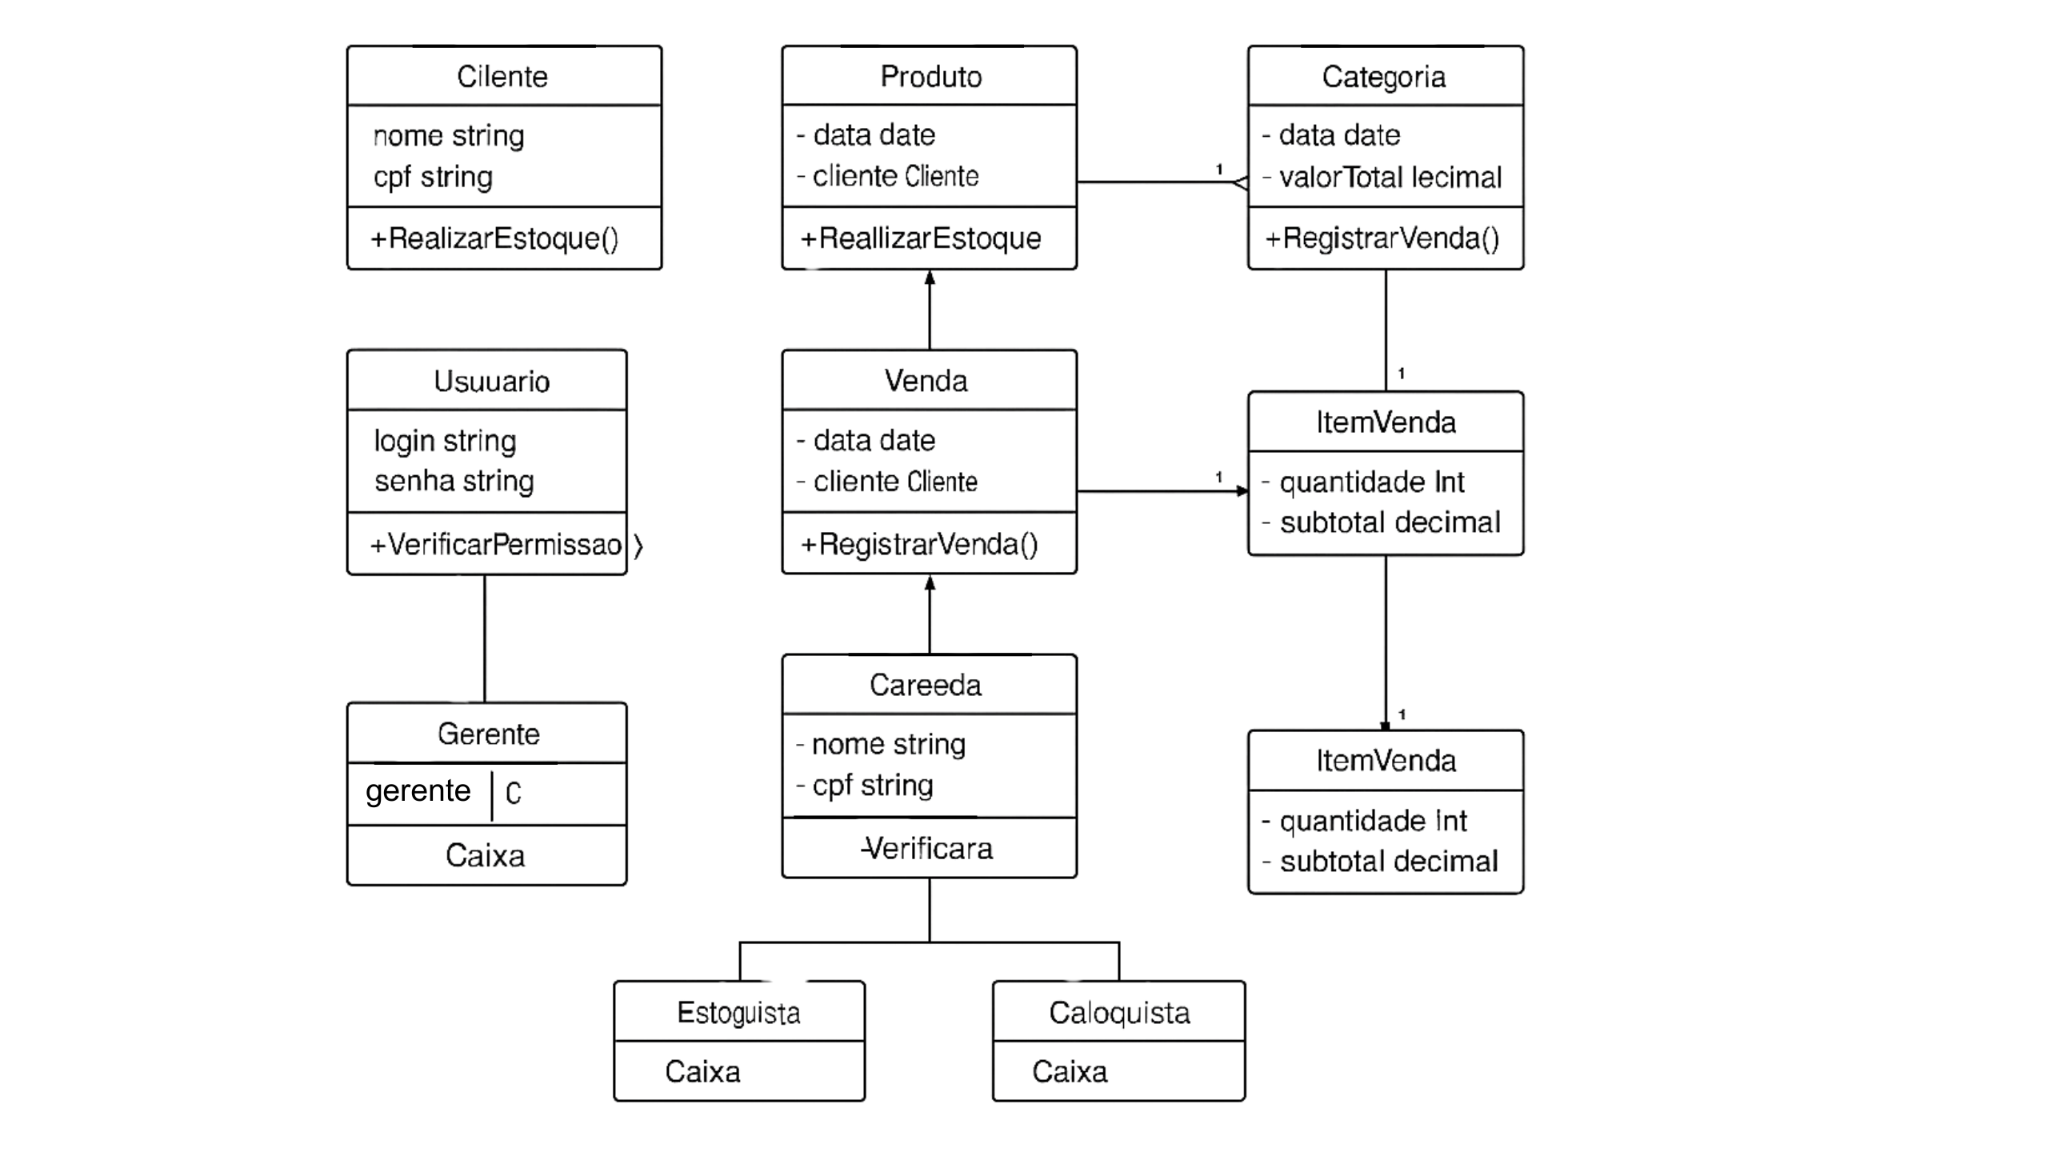 Cilente
nome string
cpf string
+RealizarEstoque()
Produto
- data date
- cliente Cliente
+ReallizarEstoque
1
Categoria
- data date
- valorTotal lecimal
+RegistrarVenda()
1
Usuuario
login string
senha string
+VerificarPermissao )
Venda
- data date
- cliente Cliente
+RegistrarVenda()
1
ItemVenda
- quantidade Int
- subtotal decimal
1
Gerente
gerente | C
Caixa
Careeda
- nome string
- cpf string
-Verificara
ItemVenda
- quantidade Int
- subtotal decimal
Estoguista
Caixa
Caloquista
Caixa